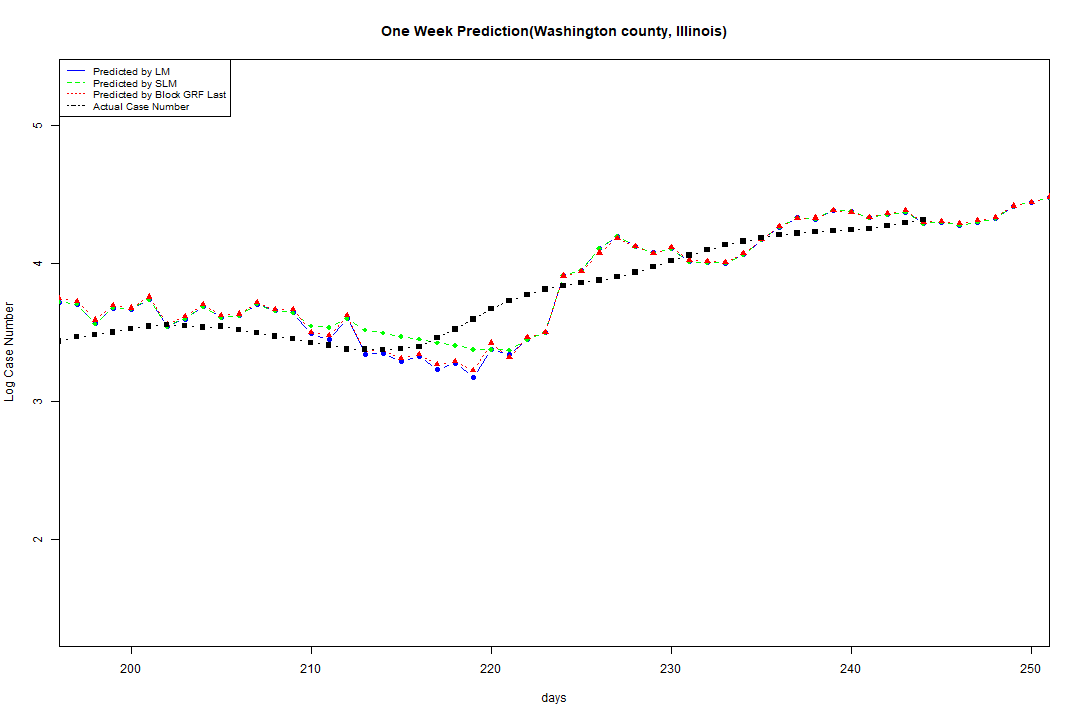 One Week Prediction(Washington county, Illinois)
Predicted by LM
Predicted by SLM
Predicted by Block GRF Last
Actual Case Number
5
4
3
2
Log Case Number
200 210 220 230 240 250
days